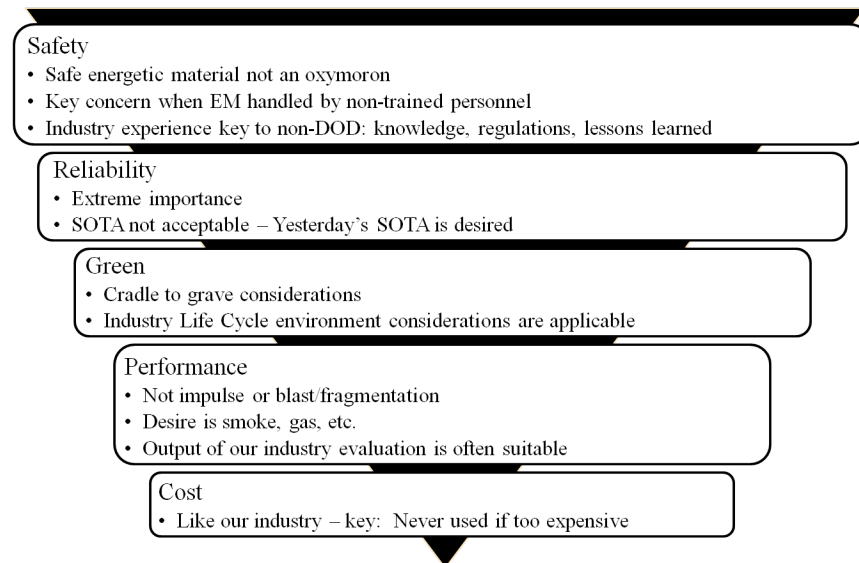 Safety
• Safe energetic material not an oxymoron
• Key concern when EM handled by non-trained personnel
• Industry experience key to non-DOD: knowledge, regulations, lessons learned
Reliability
• Extreme importance
• SOTA not acceptable – Yesterday's SOTA is desired
Green
• Cradle to grave considerations
• Industry Life Cycle environment considerations are applicable
Performance
• Not impulse or blast/fragmentation
• Desire is smoke, gas, etc.
• Output of our industry evaluation is often suitable
Cost
• Like our industry – key: Never used if too expensive